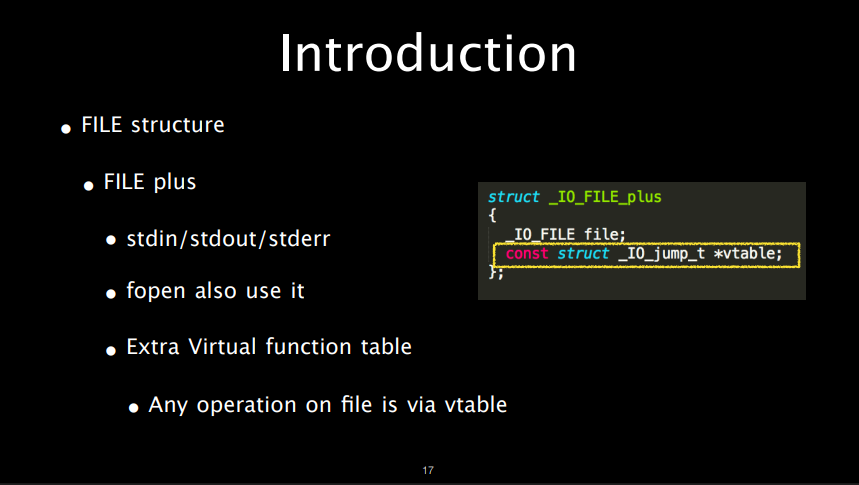 Introduction
FILE structure
FILE plus
stdin/stdout/stderr
fopen also use it
Extra Virtual function table
Any operation on file is via vtable
struct _IO_FILE_plus
{
_IO_FILE file;
const struct _IO_jump_t *vtable;
};
17